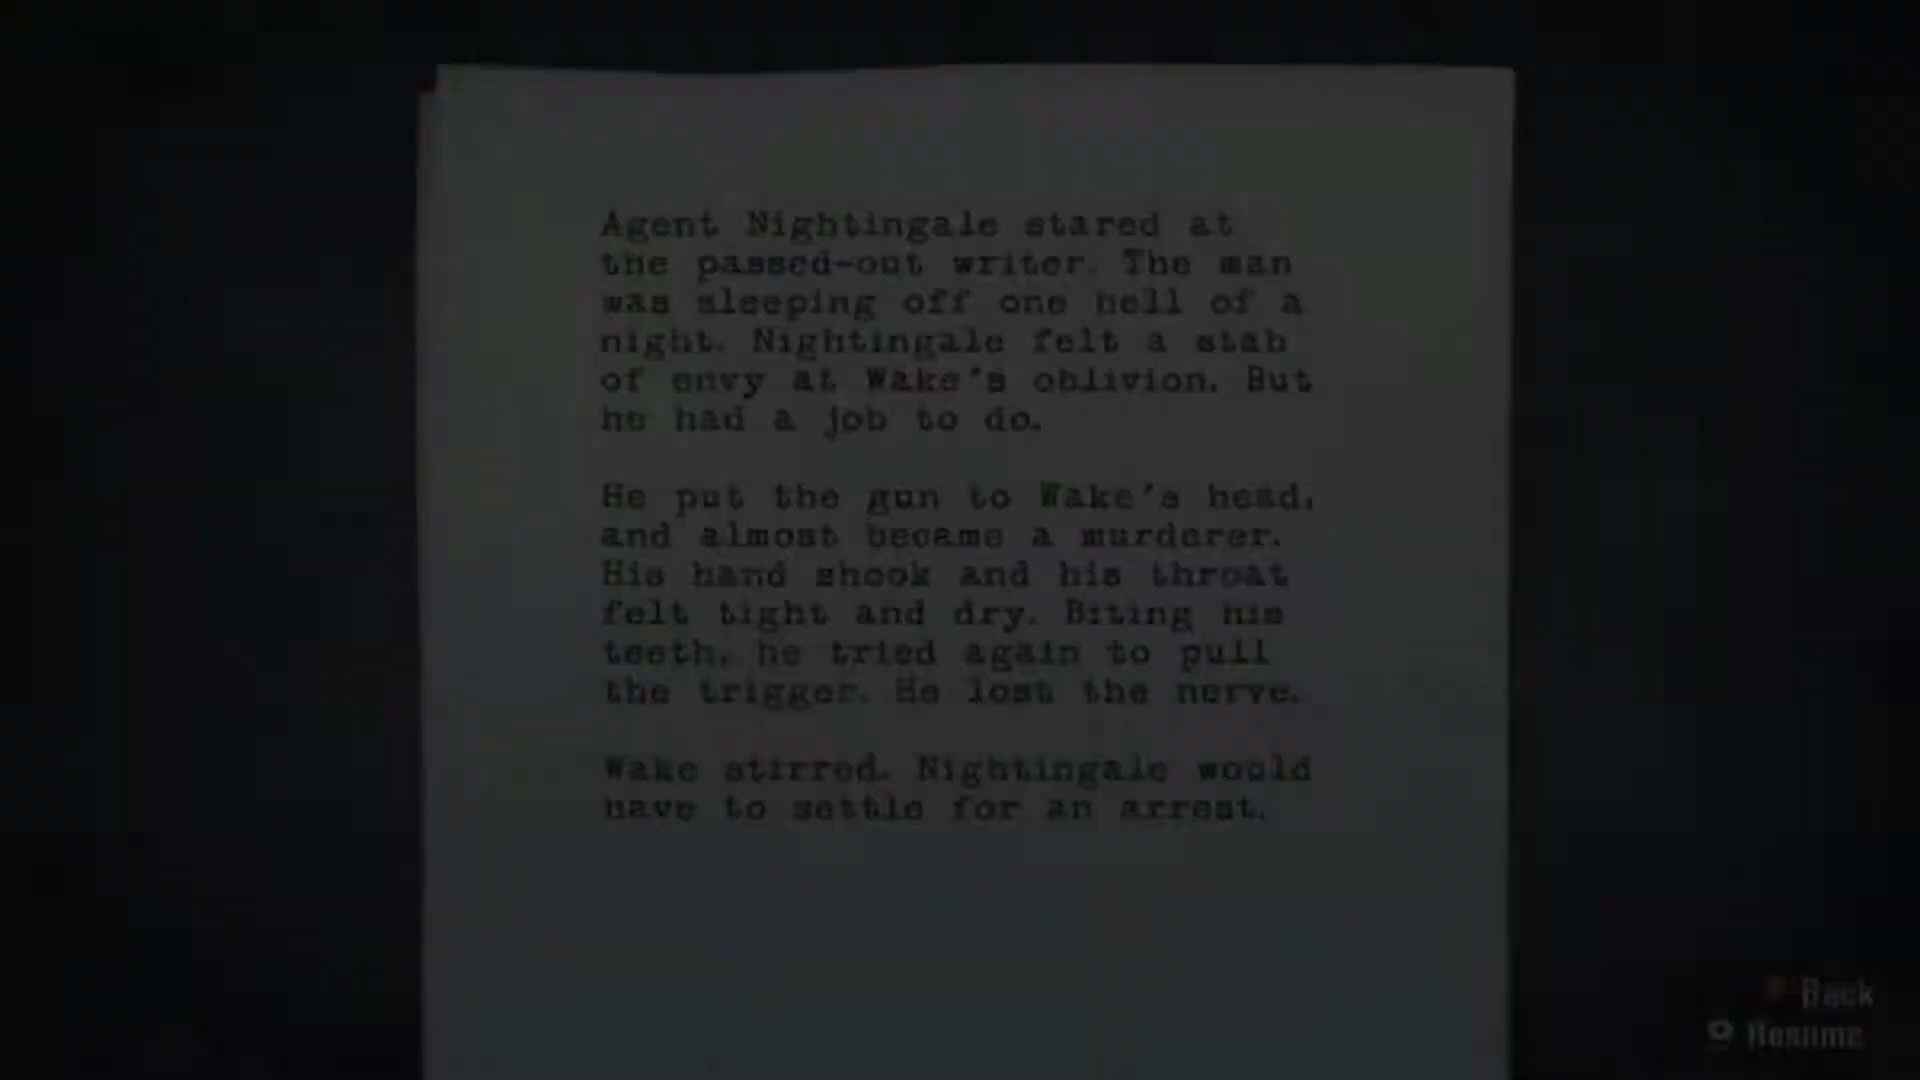 Agent Nightingale stared at
the passed-out writer. The man
was sleeping off one hell of a
night. Nightingale felt a stab
of envy at Wake's oblivion. But
he had a job to do.
He put the gun to Wake's head,
and almost became a murderer.
His hand shook and his throat
felt tight and dry. Biting his
teeth, he tried again to pull
the trigger. He lost the nerve.
Wake stirred. Nightingale would
have to settle for an arrest.
Back
Resume